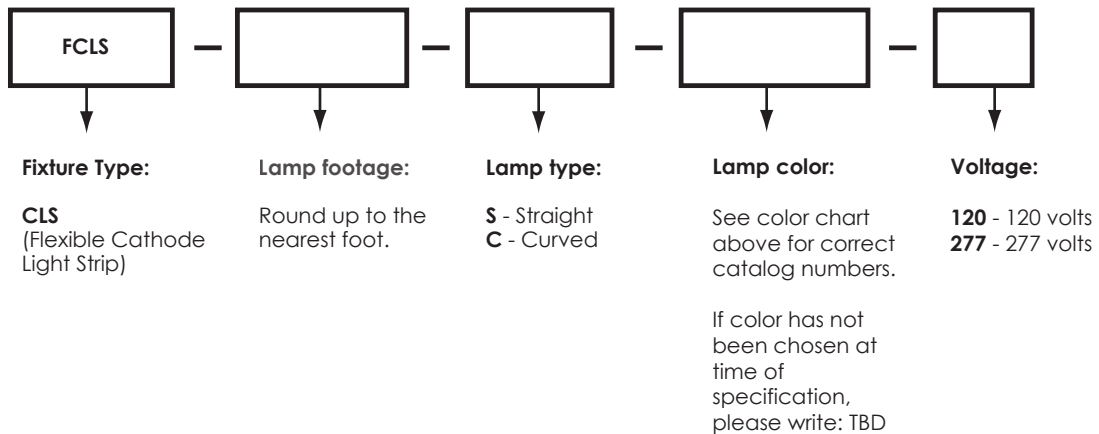 FCLS
Fixture Type:
CLS
(Flexible Cathode
Light Strip)
Lamp footage:
Round up to the
nearest foot.
Lamp type:
S - Straight
C - Curved
Lamp color:
See color chart
above for correct
catalog numbers.
If color has not
been chosen at
time of
specification,
please write: TBD
Voltage:
120 - 120 volts
277 - 277 volts